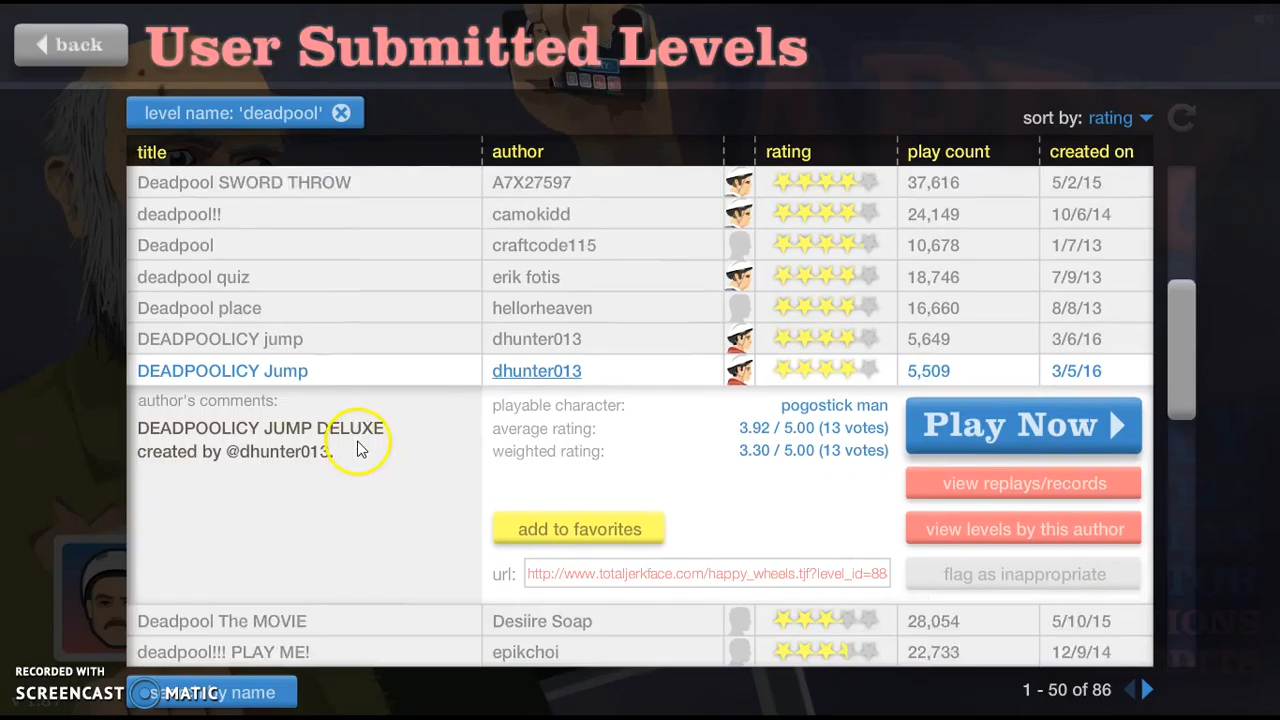 back
User Submitted Levels
level name: 'deadpool'
sort by: rating
title author rating play count created on
Deadpool SWORD THROW A7X27597 37,616 5/2/15
deadpool!! camokidd 24,149 10/6/14
Deadpool craftcode115 10,678 1/7/13
deadpool quiz erik fotis 18,746 7/9/13
Deadpool place hellorheaven 16,660 8/8/13
DEADPOOLICY jump dhunter013 5,649 3/6/16
DEADPOOLICY Jump dhunter013 5,509 3/5/16
author's comments:
DEADPOOLICY JUMP DELUXE
created by @dhunter013.
playable character: pogostick man
average rating: 3.92 / 5.00 (13 votes)
weighted rating: 3.30 / 5.00 (13 votes)
add to favorites
url: http://www.totaljerkface.com/happy_wheels.tjf?level_id=88
Play Now
view replays/records
view levels by this author
flag as inappropriate
Deadpool The MOVIE Desiire Soap 28,054 5/10/15
deadpool!!! PLAY ME! epikchoi 22,733 12/9/14
RECORDED WITH
SCREENCAST MATIC
name
1 - 50 of 86